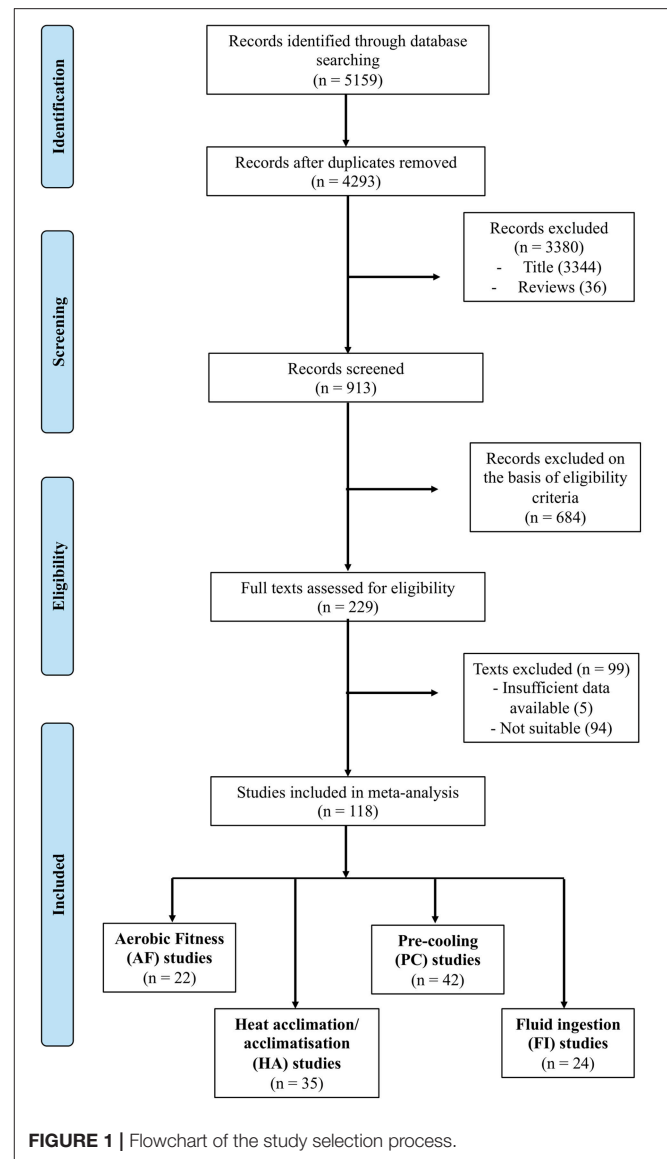 Identification
Records identified through database
searching
(n = 5159)
Records after duplicates removed
(n = 4293)
Screening
Records excluded
(n = 3380)
- Title (3344)
- Reviews (36)
Records screened
(n = 913)
Eligibility
Records excluded on
the basis of eligibility
criteria
(n = 684)
Full texts assessed for eligibility
(n = 229)
Texts excluded (n = 99)
- Insufficient data
available (5)
- Not suitable (94)
Included
Studies included in meta-analysis
(n = 118)
Aerobic Fitness
(AF) studies
(n = 22)
Heat acclimation/
acclimatisation
(HA) studies
(n = 35)
Pre-cooling
(PC) studies
(n = 42)
Fluid ingestion
(FI) studies
(n = 24)
FIGURE 1 | Flowchart of the study selection process.